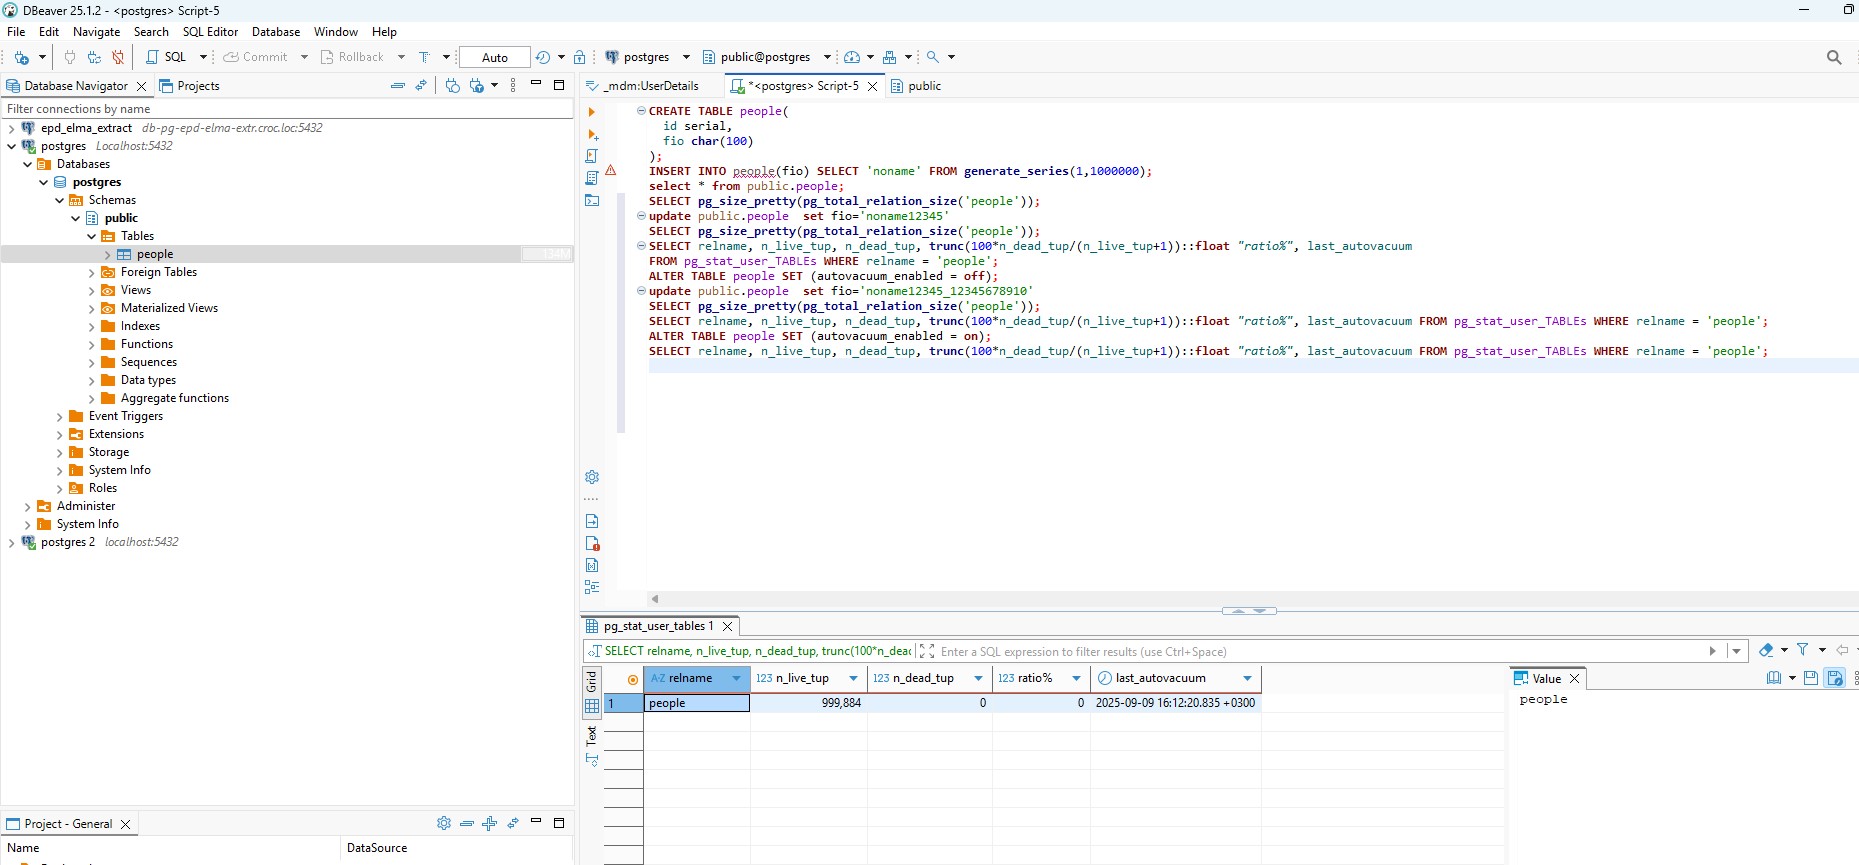 DBeaver 25.1.2 - <postgres> Script-5
File Edit Navigate Search SQL Editor Database Window Help
SQL Commit Rollback Auto postgres public@postgres
Database Navigator Projects
Filter connections by name
epd_elma_extract db-pg-epd-elma-extr.croc.loc:5432
postgres Localhost:5432
Databases
postgres
Schemas
public
Tables
people 134M
Foreign Tables
Views
Materialized Views
Indexes
Functions
Sequences
Data types
Aggregate functions
Event Triggers
Extensions
Storage
System Info
Roles
Administer
System Info
postgres 2 localhost:5432
Project - General
Name DataSource
_mdm:UserDetails *<postgres> Script-5 public
CREATE TABLE people(
id serial,
fio char(100)
);
INSERT INTO people(fio) SELECT 'noname' FROM generate_series(1,1000000);
select * from public.people;
SELECT pg_size_pretty(pg_total_relation_size('people'));
update public.people set fio='noname12345'
SELECT pg_size_pretty(pg_total_relation_size('people'));
SELECT relname, n_live_tup, n_dead_tup, trunc(100*n_dead_tup/(n_live_tup+1))::float "ratio%", last_autovacuum
FROM pg_stat_user_TABLEs WHERE relname = 'people';
ALTER TABLE people SET (autovacuum_enabled = off);
update public.people set fio='noname12345_12345678910'
SELECT pg_size_pretty(pg_total_relation_size('people'));
SELECT relname, n_live_tup, n_dead_tup, trunc(100*n_dead_tup/(n_live_tup+1))::float "ratio%", last_autovacuum FROM pg_stat_user_TABLEs WHERE relname = 'people';
ALTER TABLE people SET (autovacuum_enabled = on);
SELECT relname, n_live_tup, n_dead_tup, trunc(100*n_dead_tup/(n_live_tup+1))::float "ratio%", last_autovacuum FROM pg_stat_user_TABLEs WHERE relname = 'people';
pg_stat_user_tables 1
SELECT relname, n_live_tup, n_dead_tup, trunc(100*n_deac Enter a SQL expression to filter results (use Ctrl+Space)
Grid
Text
A-Z relname 123 n_live_tup 123 n_dead_tup 123 ratio% last_autovacuum
1 people 999,884 0 0 2025-09-09 16:12:20.835 +0300
Value
people